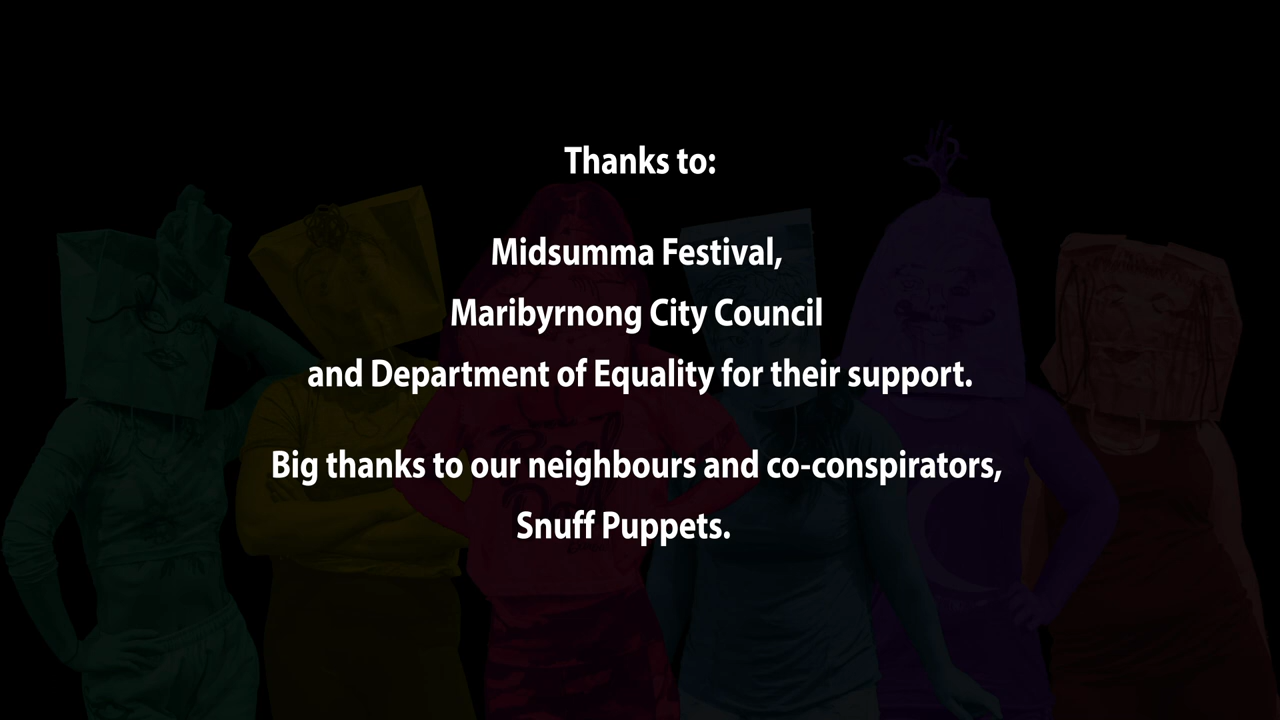 Thanks to:
Midsumma Festival,
Maribyrnong City Council
and Department of Equality for their support.
Big thanks to our neighbours and co-conspirators,
Snuff Puppets.